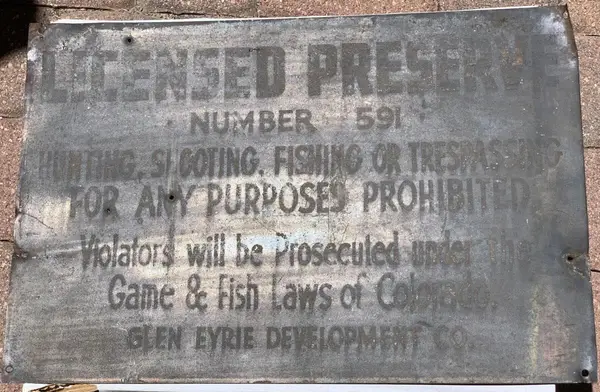 LICENSED PRESERVE
NUMBER 591
HUNTING, SHOOTING, FISHING OR TRESPASSING
FOR ANY PURPOSES PROHIBITED.
Violators will be Prosecuted under the
Game & Fish Laws of Colorado.
GLEN EYRIE DEVELOPMENT CO.